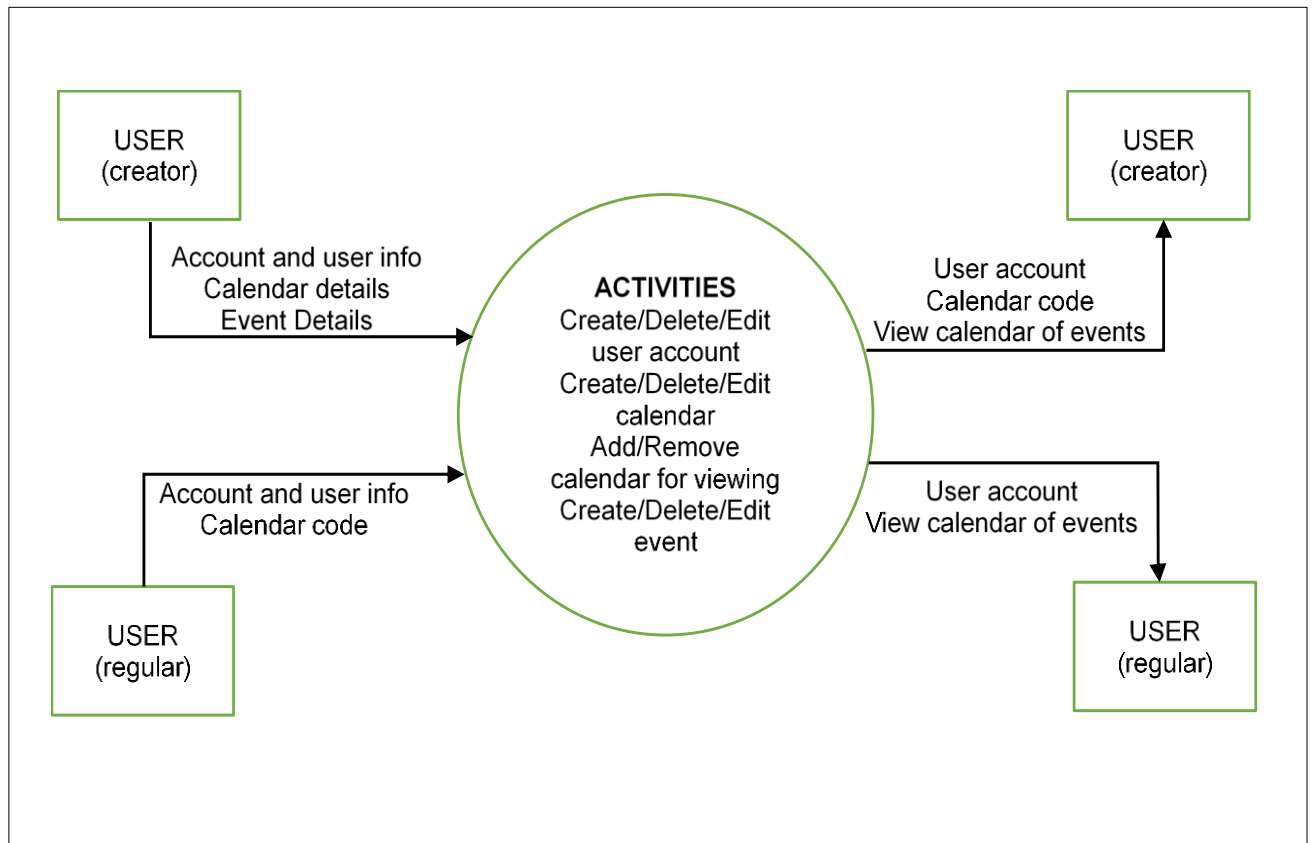 USER
(creator)
Account and user info
Calendar details
Event Details
USER
(regular)
Account and user info
Calendar code
ACTIVITIES
Create/Delete/Edit
user account
Create/Delete/Edit
calendar
Add/Remove
calendar for viewing
Create/Delete/Edit
event
USER
(creator)
User account
Calendar code
View calendar of events
User account
View calendar of events
USER
(regular)